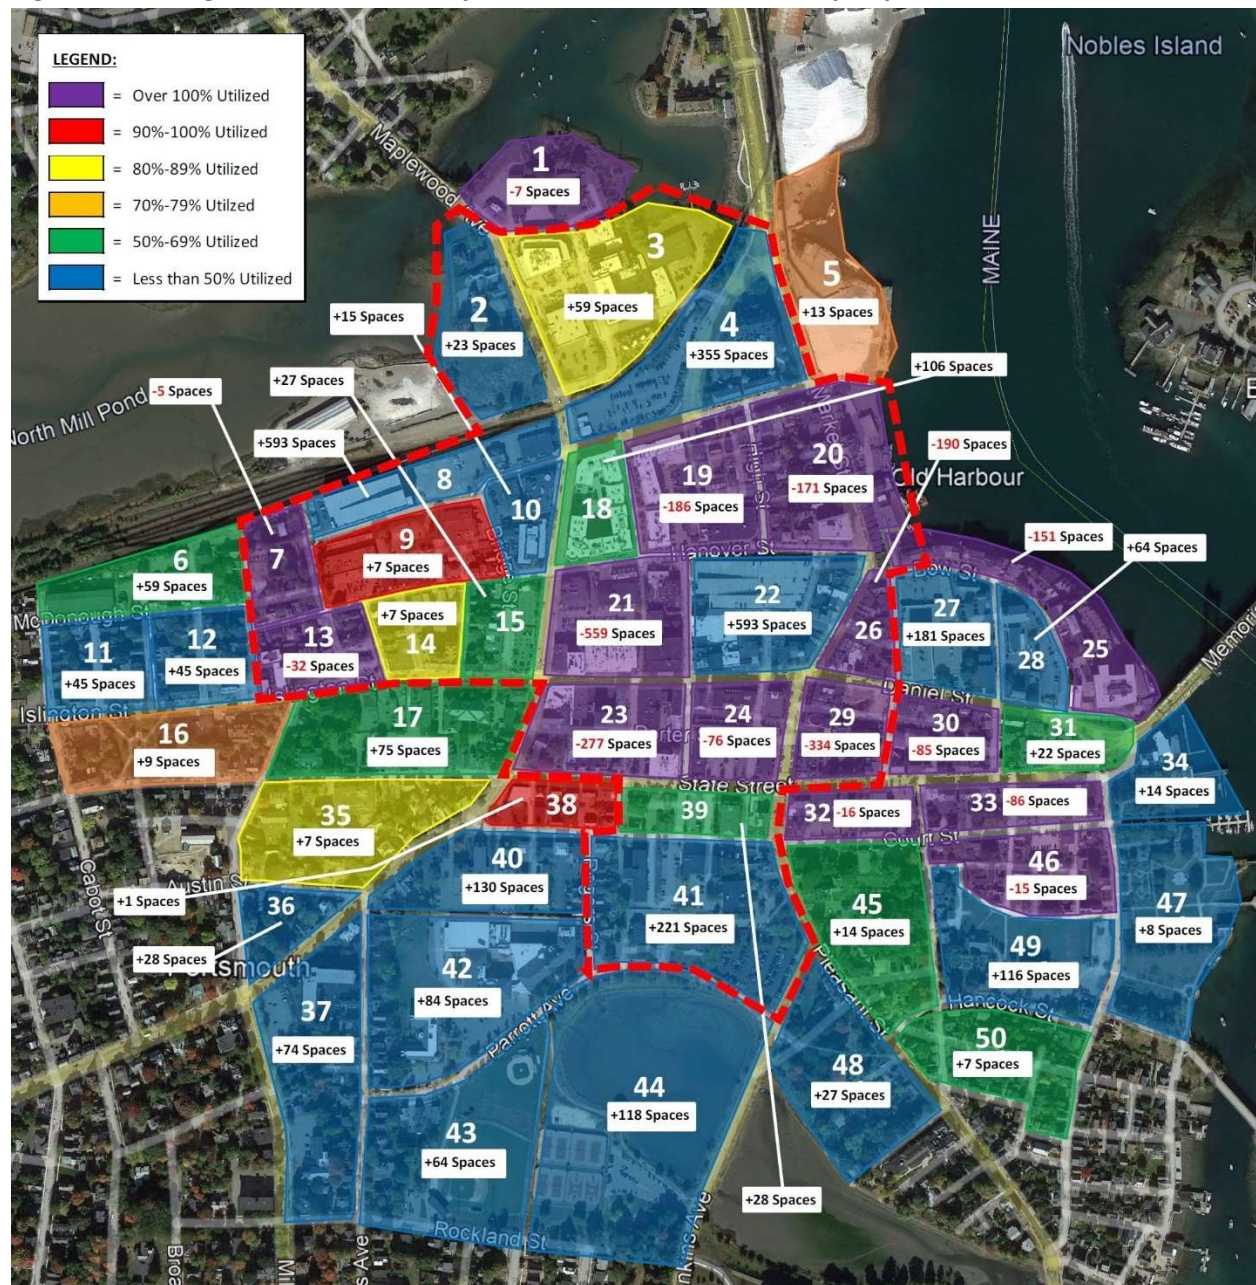 LEGEND:
= Over 100% Utilized
= 90%-100% Utilized
= 80%-89% Utilized
= 70%-79% Utilzed
= 50%-69% Utilized
= Less than 50% Utilized
Nobles Island
Maplewood
MAINE
1
-7 Spaces
3
+59 Spaces
2
+23 Spaces
4
+355 Spaces
5
+13 Spaces
+15 Spaces
+27 Spaces
-5 Spaces
+593 Spaces
+106 Spaces
-190 Spaces
North Mill Pond
Old Harbour
8
10
18
19
-186 Spaces
20
-171 Spaces
High St
Hanover St
6
+59 Spaces
7
9
+7 Spaces
-151 Spaces
+64 Spaces
Bow St
McDonough St
11
+45 Spaces
12
+45 Spaces
13
-32 Spaces
+7 Spaces
14
15
21
-559 Spaces
22
+593 Spaces
26
27
+181 Spaces
28
25
Islington St
Daniel St
16
+9 Spaces
17
+75 Spaces
23
-277 Spaces
24
-76 Spaces
29
-334 Spaces
30
-85 Spaces
31
+22 Spaces
34
+14 Spaces
State Street
35
+7 Spaces
38
39
32
-16 Spaces
33
-86 Spaces
Court St
Cabot St
Austin St
+1 Spaces
36
40
+130 Spaces
41
+221 Spaces
45
+14 Spaces
46
-15 Spaces
47
+8 Spaces
+28 Spaces
42
+84 Spaces
49
+116 Spaces
37
+74 Spaces
Parrott Ave
Pleasant St
Hancock St
50
+7 Spaces
44
+118 Spaces
48
+27 Spaces
43
+64 Spaces
+28 Spaces
Rockland St